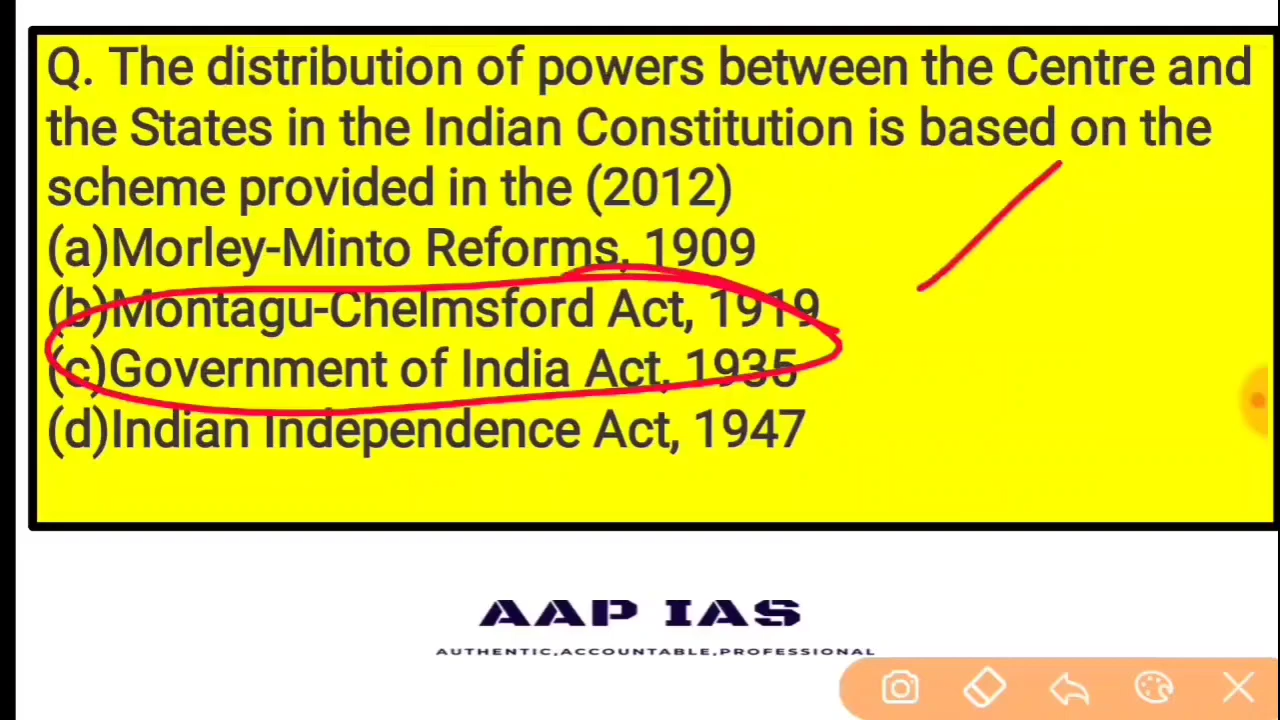 Q. The distribution of powers between the Centre and
the States in the Indian Constitution is based on the
scheme provided in the (2012)
(a)Morley-Minto Reforms, 1909
(b)Montagu-Chelmsford Act, 1919
(c)Government of India Act, 1935
(d)Indian Independence Act, 1947
AAP IAS
AUTHENTIC,ACCOUNTABLE,PROFESSIONAL